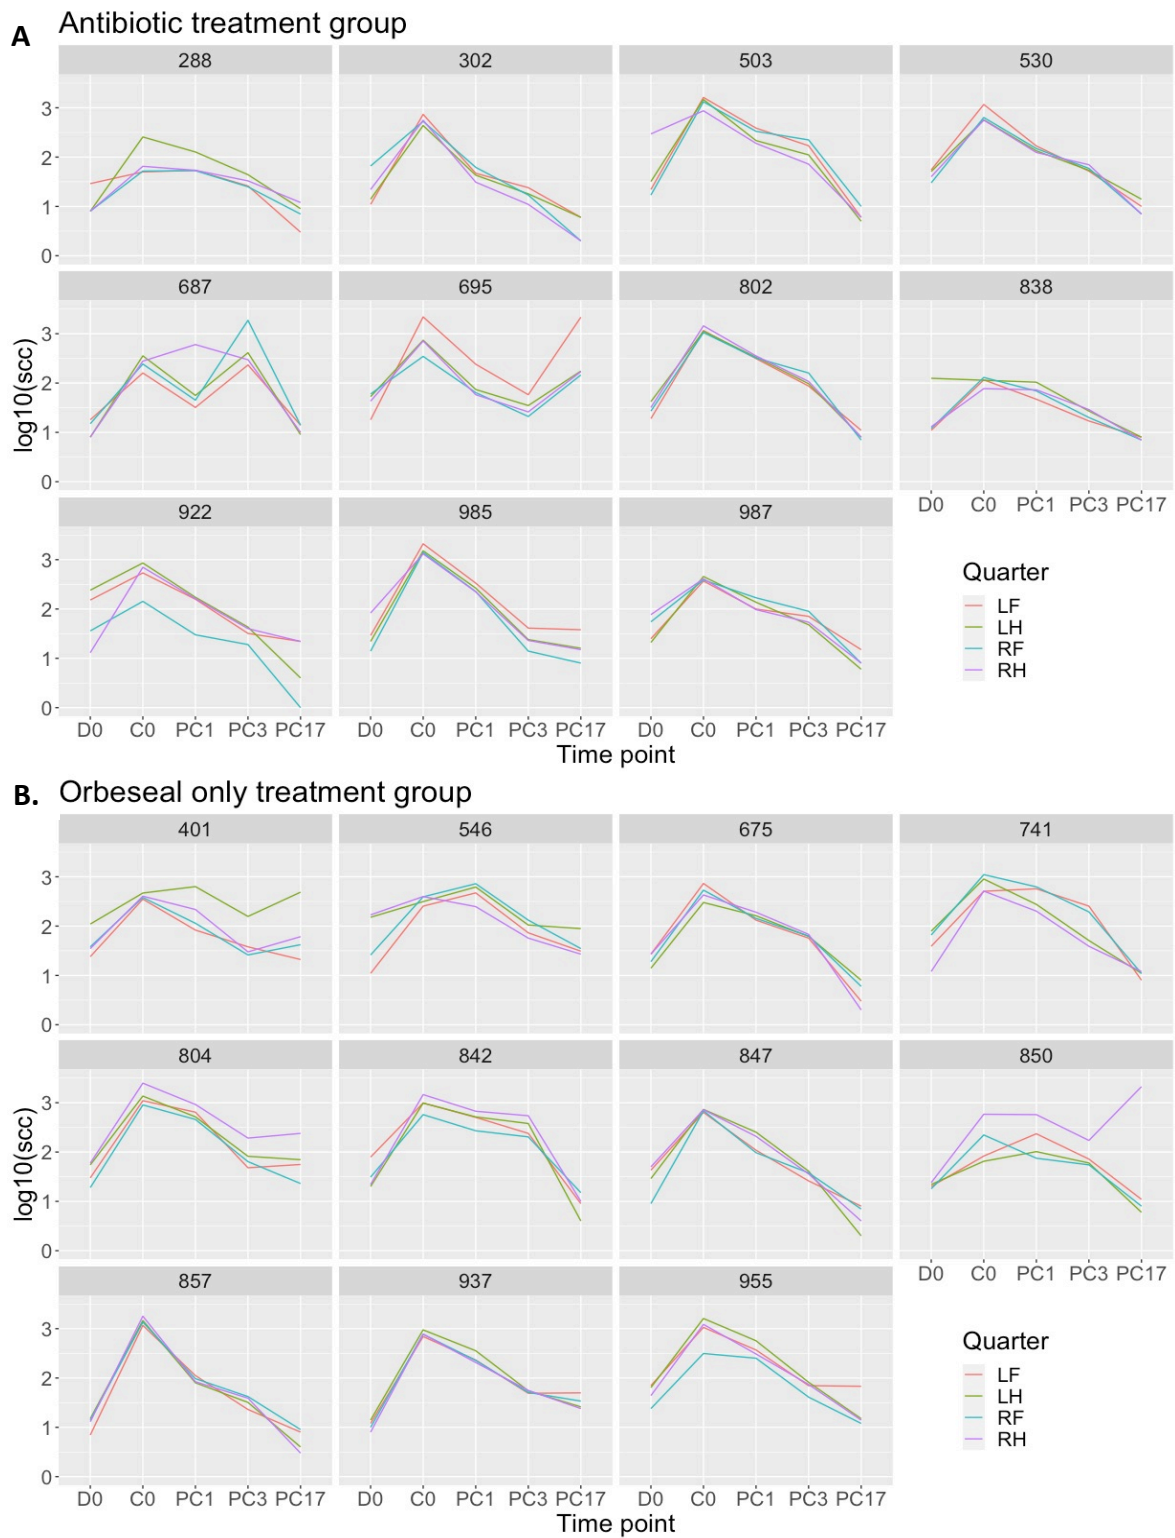 A Antibiotic treatment group
288 302 503 530
3
2
1
0
687 695 802 838
3
2
1
0
log10(scc)
D0 C0 PC1 PC3 PC17
922 985 987
3
2
1
0
D0 C0 PC1 PC3 PC17 D0 C0 PC1 PC3 PC17 D0 C0 PC1 PC3 PC17
Time point
Quarter
LF
LH
RF
RH
B. Orbeseal only treatment group
401 546 675 741
3
2
1
0
804 842 847 850
3
2
1
0
log10(scc)
D0 C0 PC1 PC3 PC17
857 937 955
3
2
1
0
D0 C0 PC1 PC3 PC17 D0 C0 PC1 PC3 PC17 D0 C0 PC1 PC3 PC17
Time point
Quarter
LF
LH
RF
RH